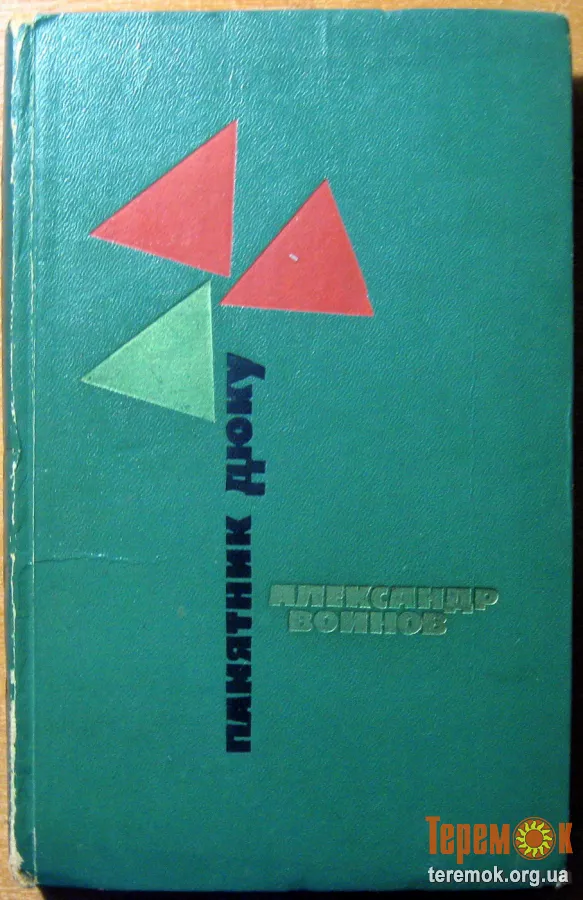 ПАМЯТНИК ДЮКУ
АЛЕКСАНДР
ВОИНОВ
ТеремОк
teremok.org.ua